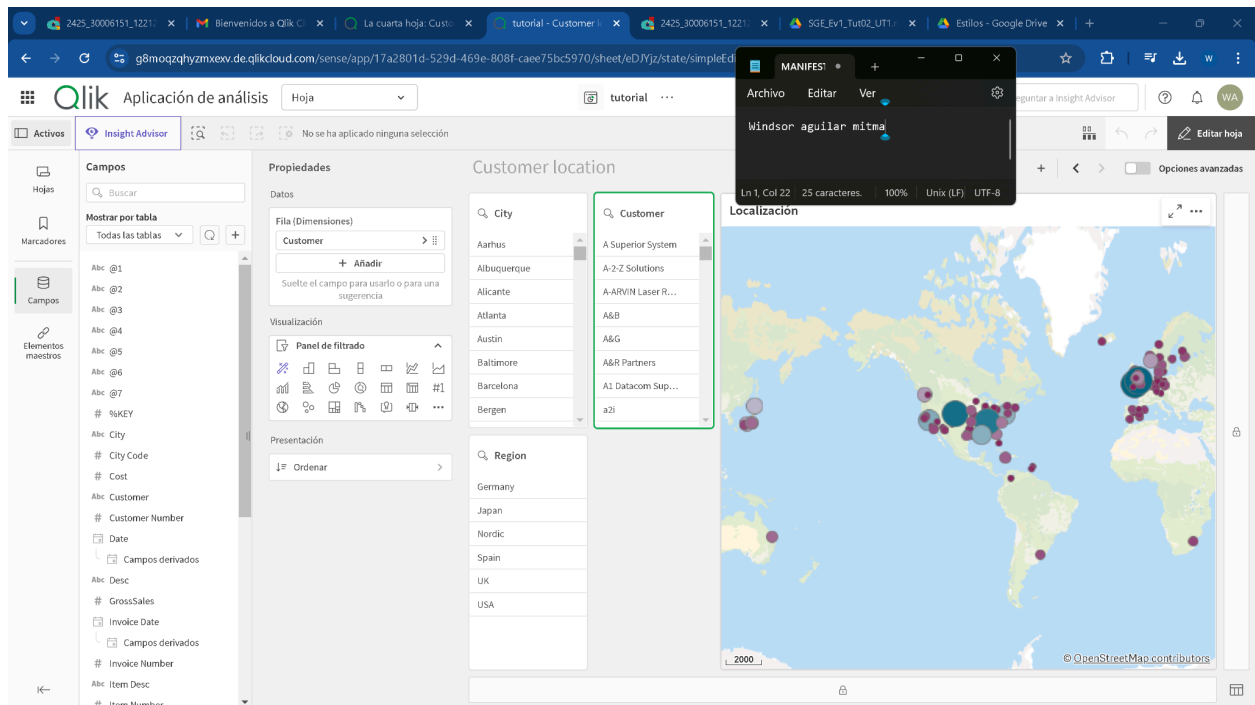 2425_30006151_1221
Bienvenidos a Qlik Cl
La cuarta hoja: Custo
tutorial - Customer l
2425_30006151_1221
SGE_Ev1_Tut02_UT1.
Estilos - Google Drive
g8moqzqhyzmxexv.de.qlikcloud.com/sense/app/17a2801d-529d-469e-808f-caee75bc5970/sheet/eDJYjz/state/simpleEdi
W
MANIFEST
Archivo Editar Ver
Windsor aguilar mitma
Ln 1, Col 22 25 caracteres. 100% Unix (LF) UTF-8
Qlik Aplicación de análisis
Hoja
tutorial
eguntar a Insight Advisor
WA
Activos
Insight Advisor
No se ha aplicado ninguna selección
Editar hoja
Hojas
Marcadores
Campos
Elementos
maestros
Campos
Buscar
Mostrar por tabla
Todas las tablas
Abc @1
Abc @2
Abc @3
Abc @4
Abc @5
Abc @6
Abc @7
# %KEY
Abc City
# City Code
# Cost
Abc Customer
# Customer Number
Date
Campos derivados
Abc Desc
# GrossSales
Invoice Date
Campos derivados
# Invoice Number
Abc Item Desc
# Item Number
Propiedades
Datos
Fila (Dimensiones)
Customer
+ Añadir
Suelte el campo para usarlo o para una
sugerencia
Visualización
Panel de filtrado
#1
Presentación
Ordenar
Customer location
Opciones avanzadas
City
Aarhus
Albuquerque
Alicante
Atlanta
Austin
Baltimore
Barcelona
Bergen
Customer
A Superior System
A-2-Z Solutions
A-ARVIN Laser R...
A&B
A&G
A&R Partners
A1 Datacom Sup...
a2i
Region
Germany
Japan
Nordic
Spain
UK
USA
Localización
2000
© OpenStreetMap contributors